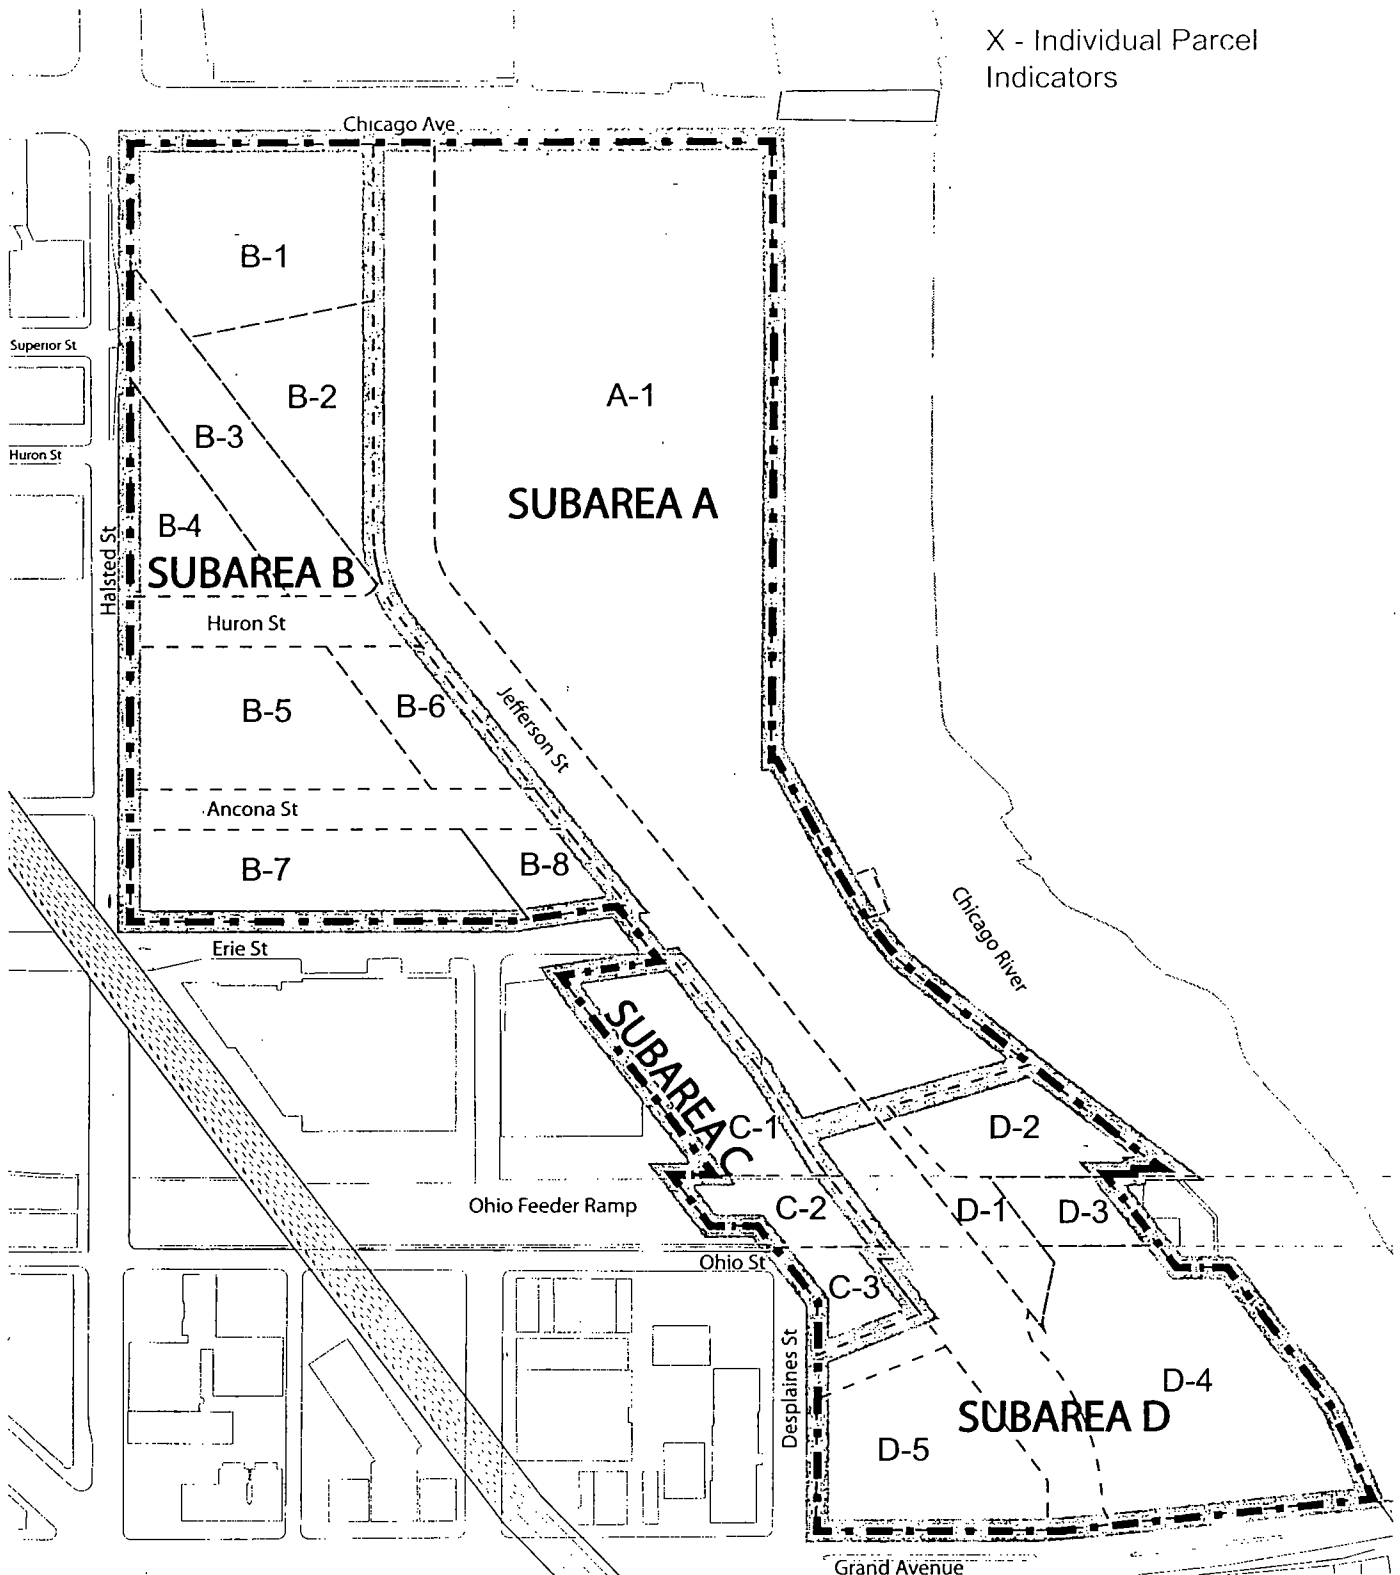 X - Individual Parcel
Indicators
Chicago Ave
B-1
Superior St
B-2
A-1
B-3
Huron St
SUBAREA A
B-4
Halsted St
SUBAREA B
Huron St
B-5
B-6
Jefferson St
Ancona St
B-7
B-8
Chicago River
Erie St
SUBAREA C
C-1
D-2
Ohio Feeder Ramp
C-2
D-1
D-3
Ohio St
C-3
Desplaines St
D-4
SUBAREA D
D-5
Grand Avenue